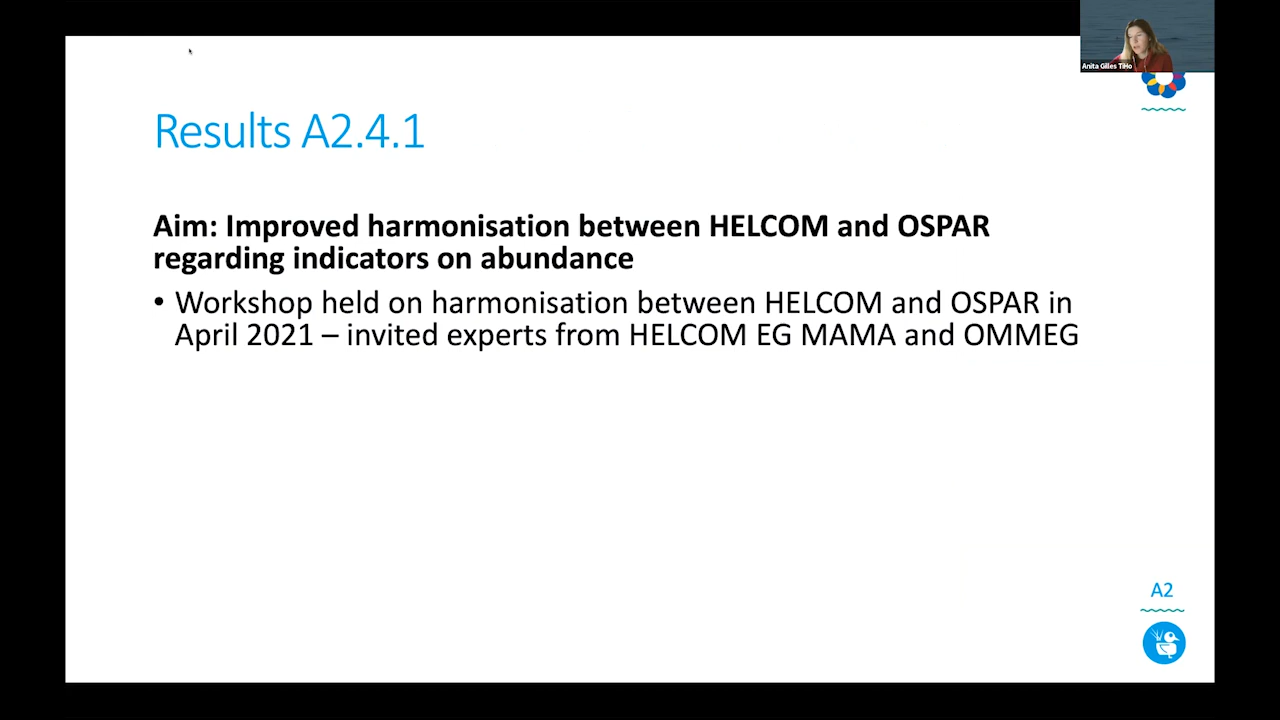 Anita Gilles TiHo
Results A2.4.1
Aim: Improved harmonisation between HELCOM and OSPAR
regarding indicators on abundance
• Workshop held on harmonisation between HELCOM and OSPAR in
April 2021 – invited experts from HELCOM EG MAMA and OMMEG
A2